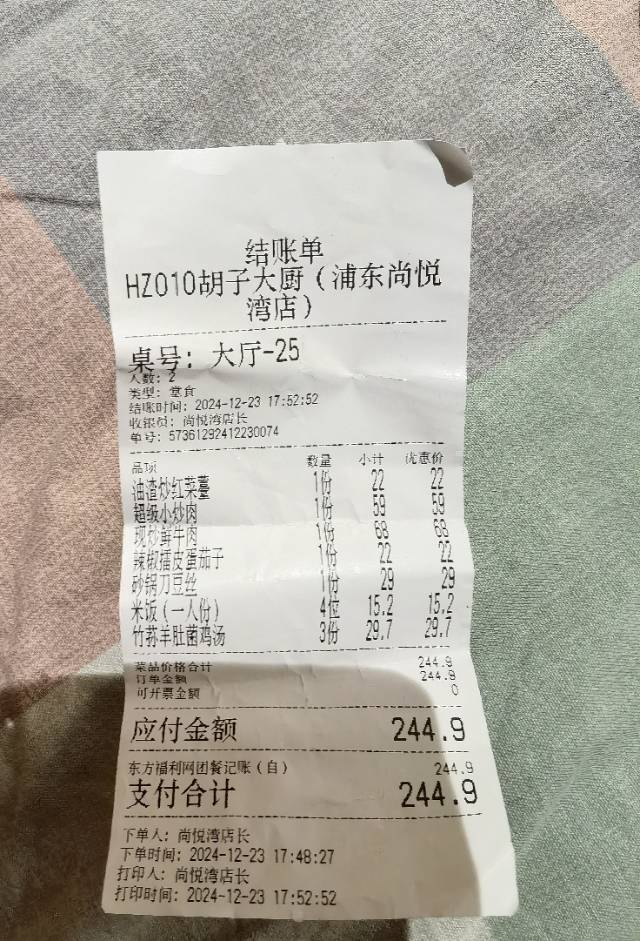 结账单
HZ010胡子大厨（浦东尚悦
湾店）
桌号：大厅-25
人数：2
类型：堂食
结账时间：2024-12-23 17:52:52
收银员：尚悦湾店长
单号：57361292412230074
品项 数量 小计 优惠价
油渣炒红菜薹 1份 22 22
超级小炒肉 1份 59 59
现炒鲜牛肉 1份 68 68
辣椒擂皮蛋茄子 1份 22 22
砂锅刀豆丝 1份 29 29
米饭（一人份） 4位 15.2 15.2
竹荪羊肚菌鸡汤 3份 29.7 29.7
菜品价格合计 244.9
订单金额 244.9
可开票金额 0
应付金额 244.9
东方福利网团餐记账（自） 244.9
支付合计 244.9
下单人：尚悦湾店长
下单时间：2024-12-23 17:48:27
打印人：尚悦湾店长
打印时间：2024-12-23 17:52:52